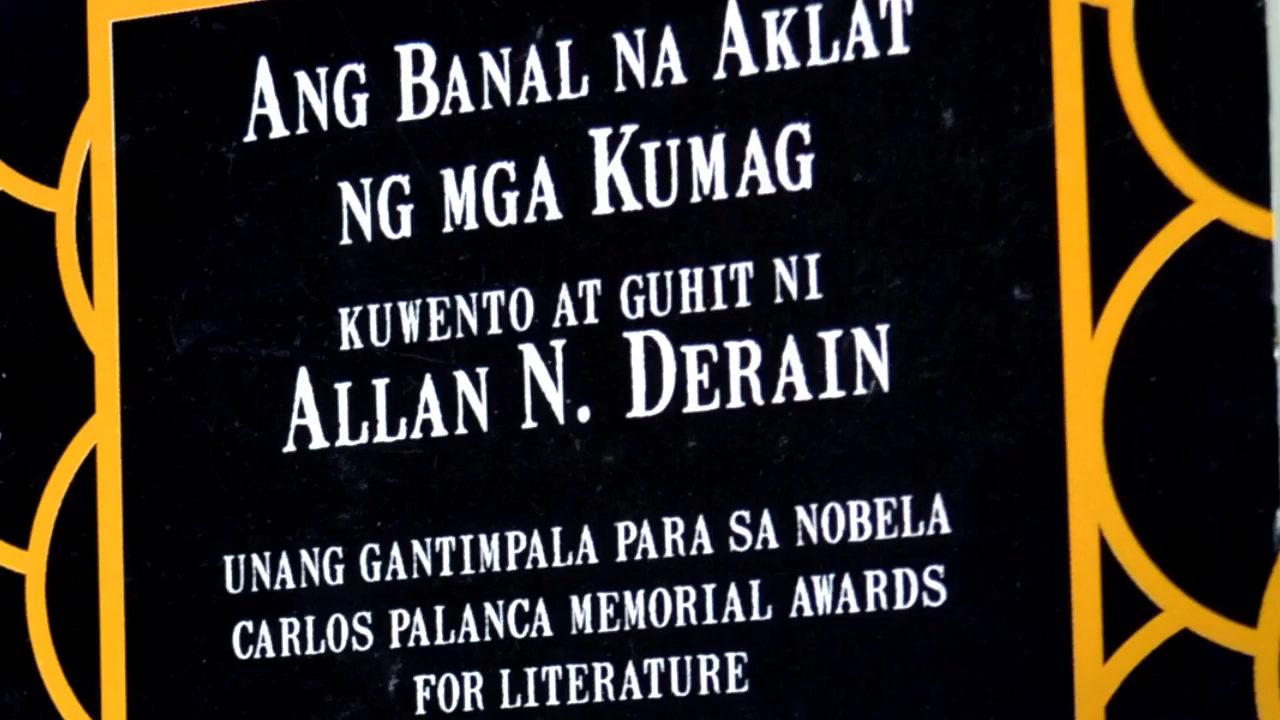 Ang Banal na Aklat
ng mga Kumag
kuwento at guhit ni
Allan N. Derain
unang gantimpala para sa nobela
Carlos Palanca Memorial Awards
for Literature